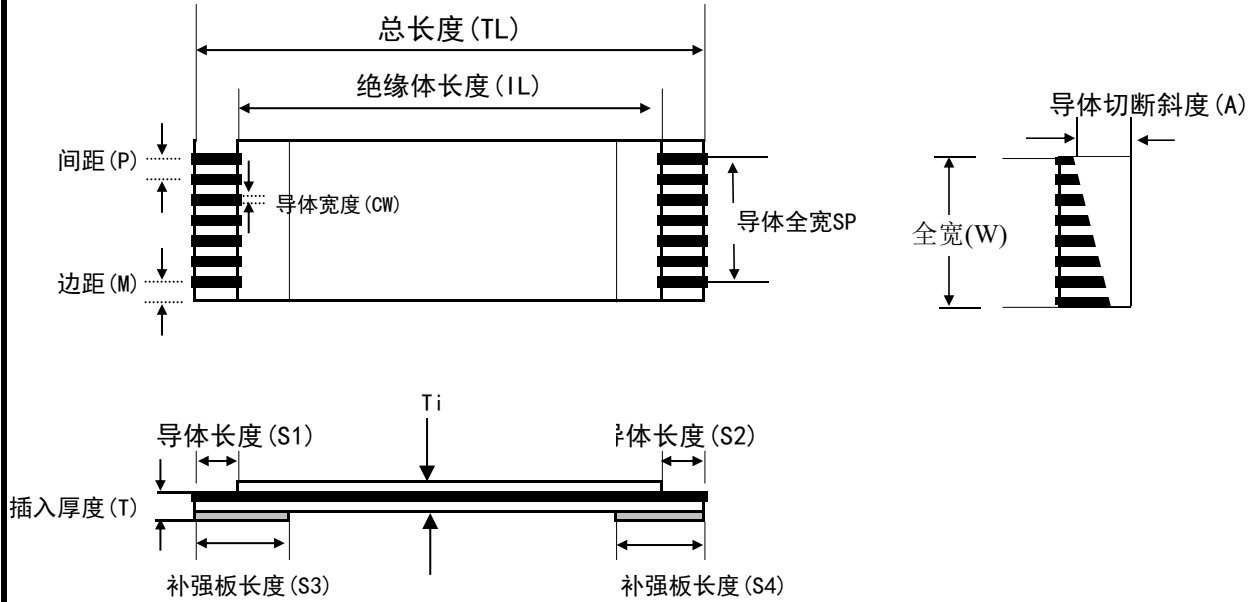 总长度(TL)
绝缘体长度(IL)
导体切断斜度(A)
间距(P)
导体宽度(CW)
导体全宽SP
全宽(W)
边距(M)
Ti
导体长度(S1)
体长度(S2)
插入厚度(T)
补强板长度(S3)
补强板长度(S4)